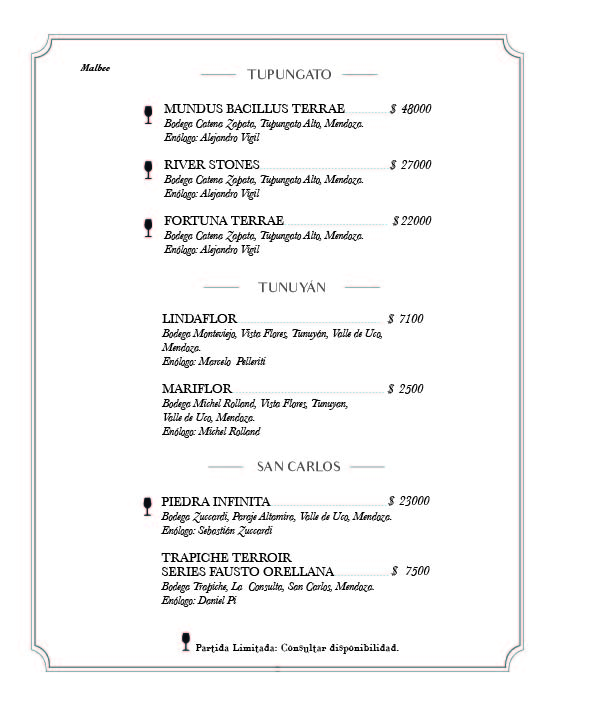 Malbec
TUPUNGATO
MUNDUS BACILLUS TERRAE $ 48000
Bodega Catena Zapata, Tupungato Alto, Mendoza.
Enólogo: Alejandro Vigil
RIVER STONES $ 27000
Bodega Catena Zapata, Tupungato Alto, Mendoza.
Enólogo: Alejandro Vigil
FORTUNA TERRAE $ 22000
Bodega Catena Zapata, Tupungato Alto, Mendoza.
Enólogo: Alejandro Vigil
TUNUYÁN
LINDAFLOR $ 7100
Bodega Monteviejo, Vista Flores, Tunuyán, Valle de Uco,
Mendoza.
Enólogo: Marcelo Pelleriti
MARIFLOR $ 2500
Bodega Michel Rolland, Vista Flores, Tunuyan,
Valle de Uco, Mendoza.
Enólogo: Michel Rolland
SAN CARLOS
PIEDRA INFINITA $ 23000
Bodega Zuccardi, Paraje Altamira, Valle de Uco, Mendoza.
Enólogo: Sebastián Zuccardi
TRAPICHE TERROIR
SERIES FAUSTO ORELLANA $ 7500
Bodega Trapiche, La Consulta, San Carlos, Mendoza.
Enólogo: Daniel Pi
Partida Limitada: Consultar disponibilidad.